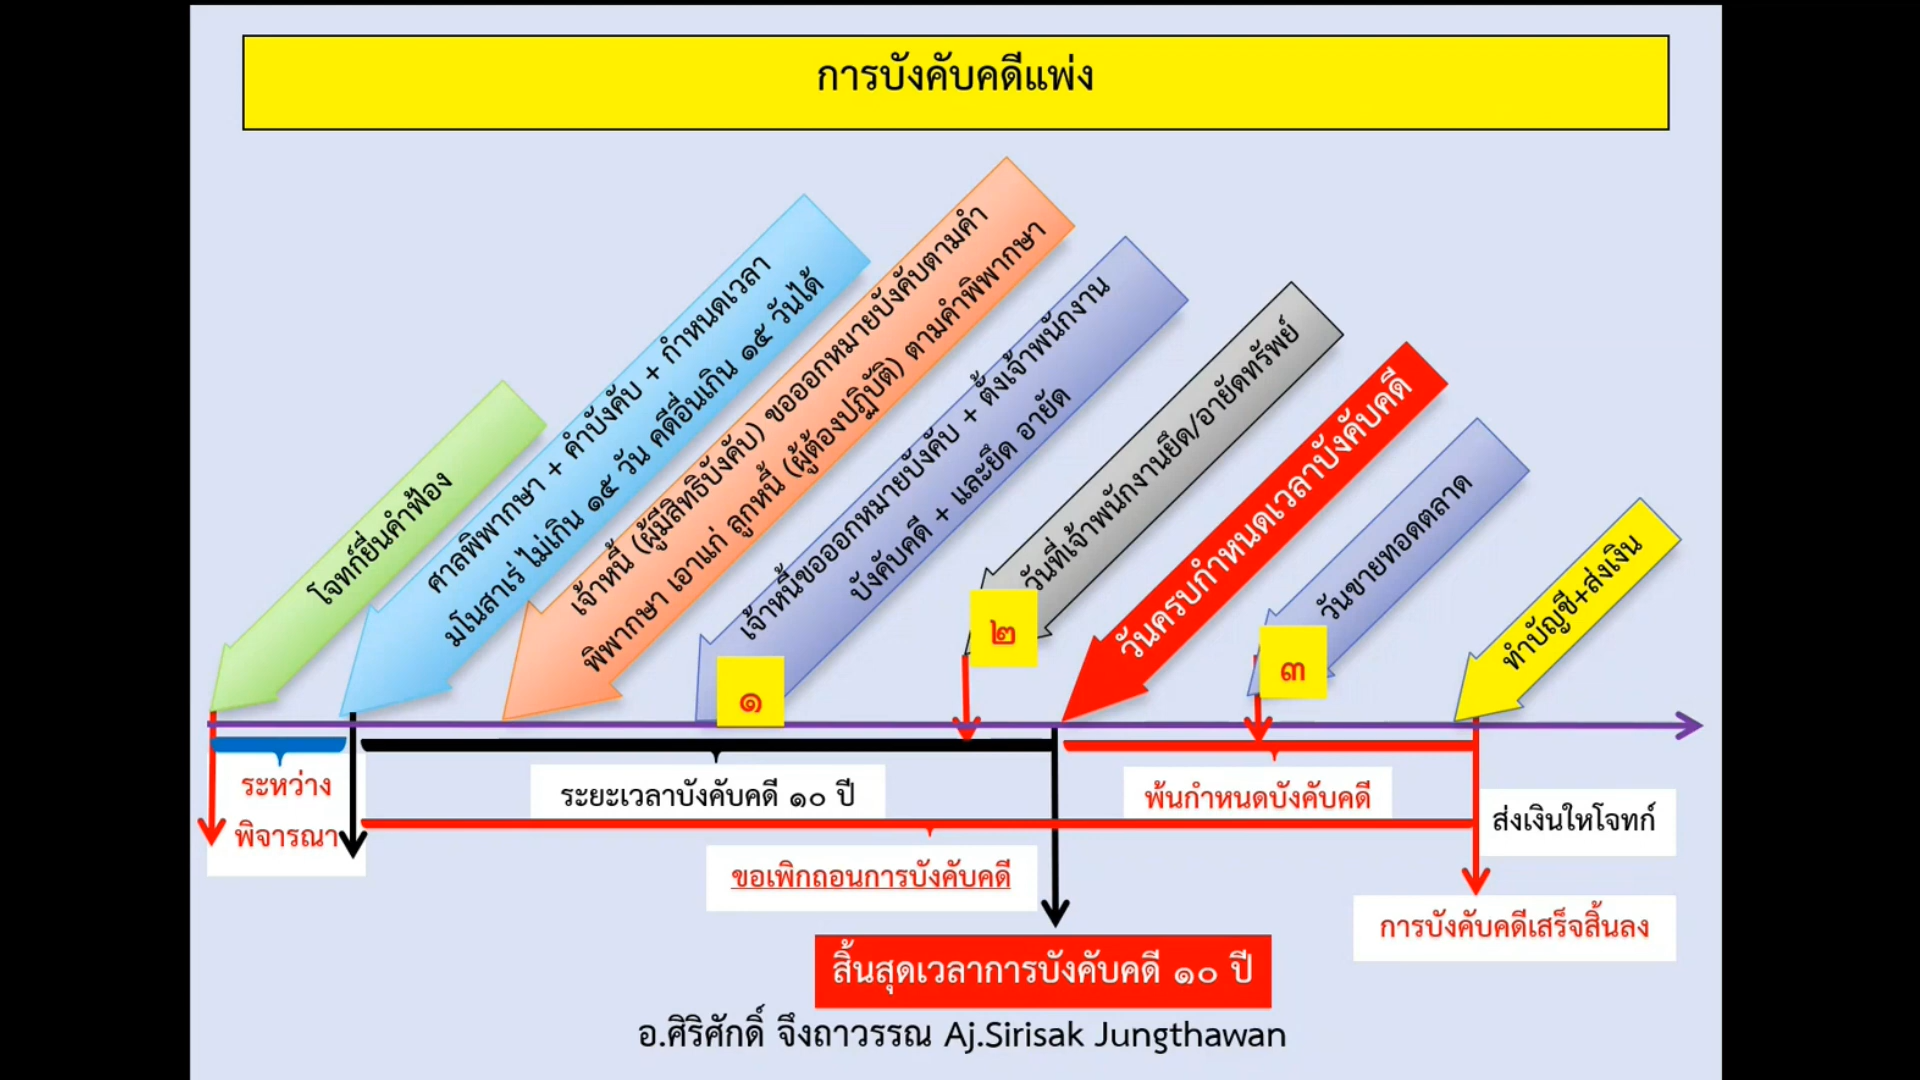 การบังคับคดีแพ่ง
โจทก์ยื่นคำฟ้อง
ศาลพิพากษา + คำบังคับ + กำหนดเวลา
มโนสาเร่ ไม่เกิน ๑๕ วัน คดีอื่นเกิน ๑๕ วันได้
เจ้าหนี้ (ผู้มีสิทธิบังคับ) ขอออกหมายบังคับตามคำ
พิพากษา เอาแก่ ลูกหนี้ (ผู้ต้องปฏิบัติ) ตามคำพิพากษา
เจ้าหนี้ขอออกหมายบังคับ + ตั้งเจ้าพนักงาน
บังคับคดี + และยึด อายัด
๑
วันที่เจ้าพนักงานยึด/อายัดทรัพย์
๒
วันครบกำหนดเวลาบังคับคดี
วันขายทอดตลาด
๓
ทำบัญชี+ส่งเงิน
ระหว่าง
พิจารณา
ระยะเวลาบังคับคดี ๑๐ ปี
พ้นกำหนดบังคับคดี
ส่งเงินให้โจทก์
ขอเพิกถอนการบังคับคดี
การบังคับคดีเสร็จสิ้นลง
สิ้นสุดเวลาการบังคับคดี ๑๐ ปี
อ.ศิริศักดิ์ จึงถาวรรณ Aj.Sirisak Jungthawan